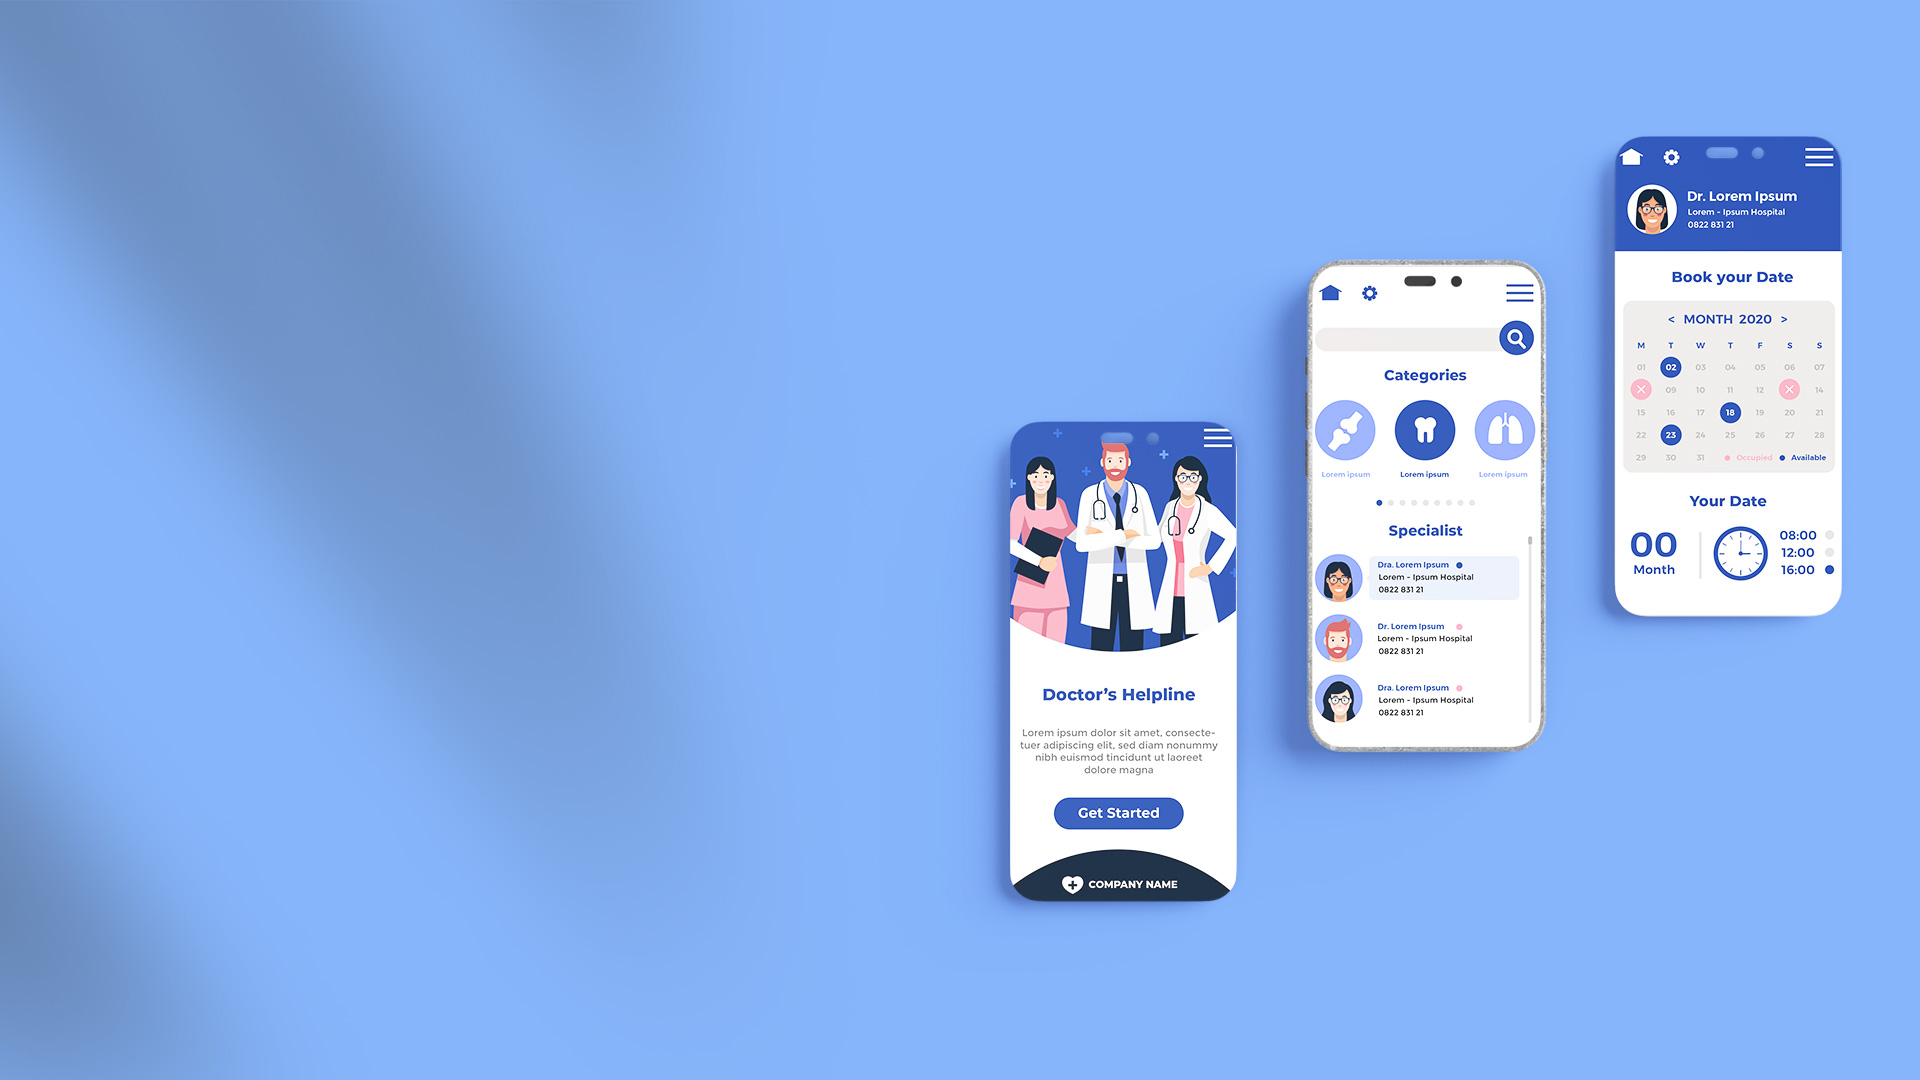 Doctor's Helpline
Lorem ipsum dolor sit amet, consecte-
tuer adipiscing elit, sed diam nonummy
nibh euismod tincidunt ut laoreet
dolore magna
Get Started
COMPANY NAME
Categories
Lorem ipsum
Lorem ipsum
Lorem ipsum
Specialist
Dra. Lorem Ipsum
Lorem - Ipsum Hospital
0822 831 21
Dr. Lorem Ipsum
Lorem - Ipsum Hospital
0822 831 21
Dra. Lorem Ipsum
Lorem - Ipsum Hospital
0822 831 21
Dr. Lorem Ipsum
Lorem - Ipsum Hospital
0822 831 21
Book your Date
< MONTH 2020 >
M T W T F S S
01 02 03 04 05 06 07
09 10 11 12 14
15 16 17 18 19 20 21
22 23 24 25 26 27 28
29 30 31 Occupied Available
Your Date
00
Month
08:00
12:00
16:00